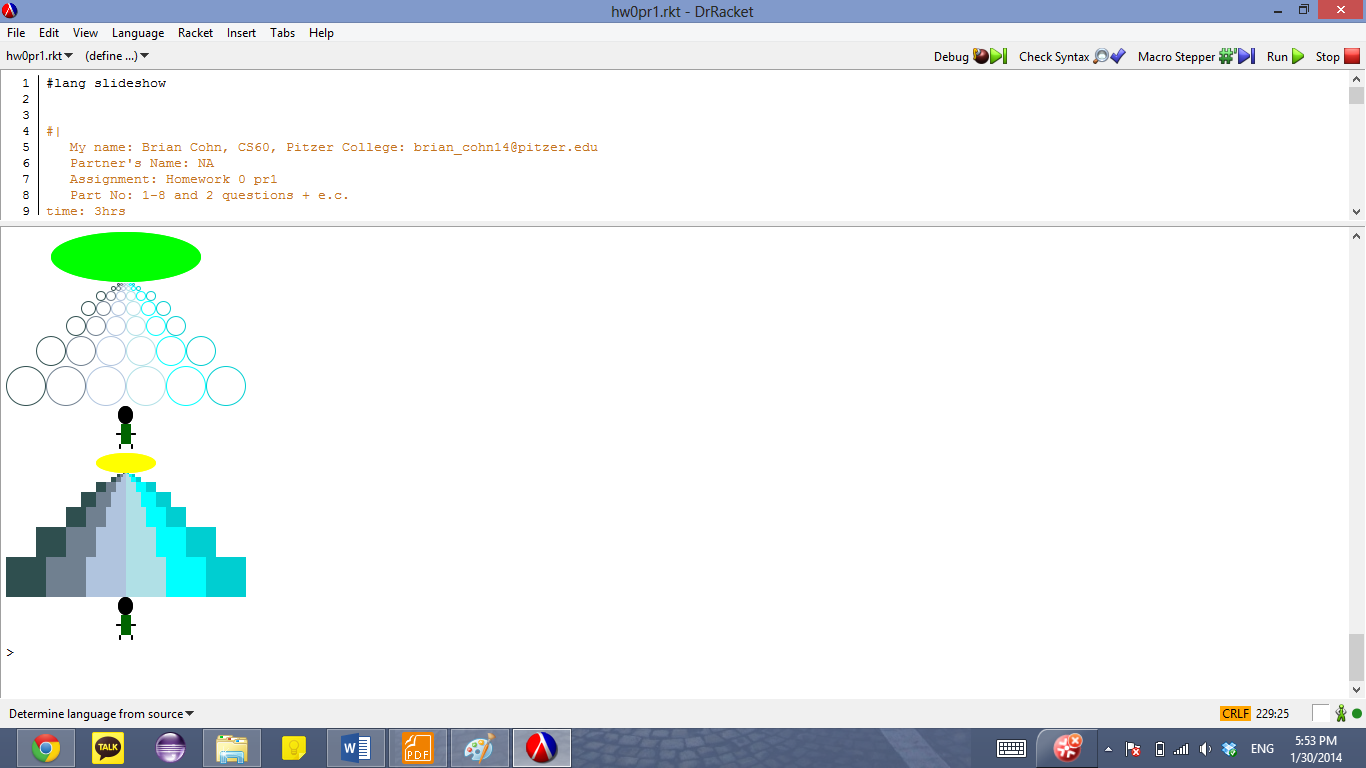 hw0pr1.rkt - DrRacket
File Edit View Language Racket Insert Tabs Help
hw0pr1.rkt (define ...) Debug Check Syntax Macro Stepper Run Stop
1 #lang slideshow
2
3
4 #|
5 My name: Brian Cohn, CS60, Pitzer College: brian_cohn14@pitzer.edu
6 Partner's Name: NA
7 Assignment: Homework 0 pr1
8 Part No: 1-8 and 2 questions + e.c.
9 time: 3hrs
>
Determine language from source CRLF 229:25
TALK W PDF ENG 5:53 PM
1/30/2014